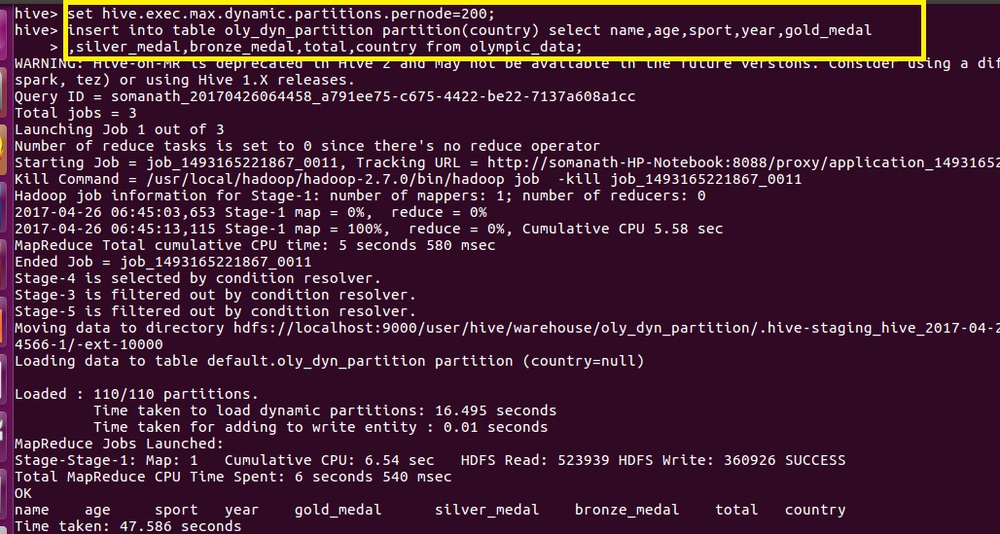 hive> set hive.exec.max.dynamic.partitions.pernode=200;
hive> insert into table oly_dyn_partition partition(country) select name,age,sport,year,gold_medal
    > ,silver_medal,bronze_medal,total,country from olympic_data;
WARNING: Hive-on-MR is deprecated in Hive 2 and may not be available in the future versions. Consider using a dif
spark, tez) or using Hive 1.X releases.
Query ID = somanath_20170426064458_a791ee75-c675-4422-be22-7137a608a1cc
Total jobs = 3
Launching Job 1 out of 3
Number of reduce tasks is set to 0 since there's no reduce operator
Starting Job = job_1493165221867_0011, Tracking URL = http://somanath-HP-Notebook:8088/proxy/application_14931652
Kill Command = /usr/local/hadoop/hadoop-2.7.0/bin/hadoop job  -kill job_1493165221867_0011
Hadoop job information for Stage-1: number of mappers: 1; number of reducers: 0
2017-04-26 06:45:03,653 Stage-1 map = 0%,  reduce = 0%
2017-04-26 06:45:13,115 Stage-1 map = 100%,  reduce = 0%, Cumulative CPU 5.58 sec
MapReduce Total cumulative CPU time: 5 seconds 580 msec
Ended Job = job_1493165221867_0011
Stage-4 is selected by condition resolver.
Stage-3 is filtered out by condition resolver.
Stage-5 is filtered out by condition resolver.
Moving data to directory hdfs://localhost:9000/user/hive/warehouse/oly_dyn_partition/.hive-staging_hive_2017-04-2
4566-1/-ext-10000
Loading data to table default.oly_dyn_partition partition (country=null)
Loaded : 110/110 partitions.
         Time taken to load dynamic partitions: 16.495 seconds
         Time taken for adding to write entity : 0.01 seconds
MapReduce Jobs Launched:
Stage-Stage-1: Map: 1   Cumulative CPU: 6.54 sec   HDFS Read: 523939 HDFS Write: 360926 SUCCESS
Total MapReduce CPU Time Spent: 6 seconds 540 msec
OK
name    age     sport   year    gold_medal      silver_medal    bronze_medal    total   country
Time taken: 47.586 seconds